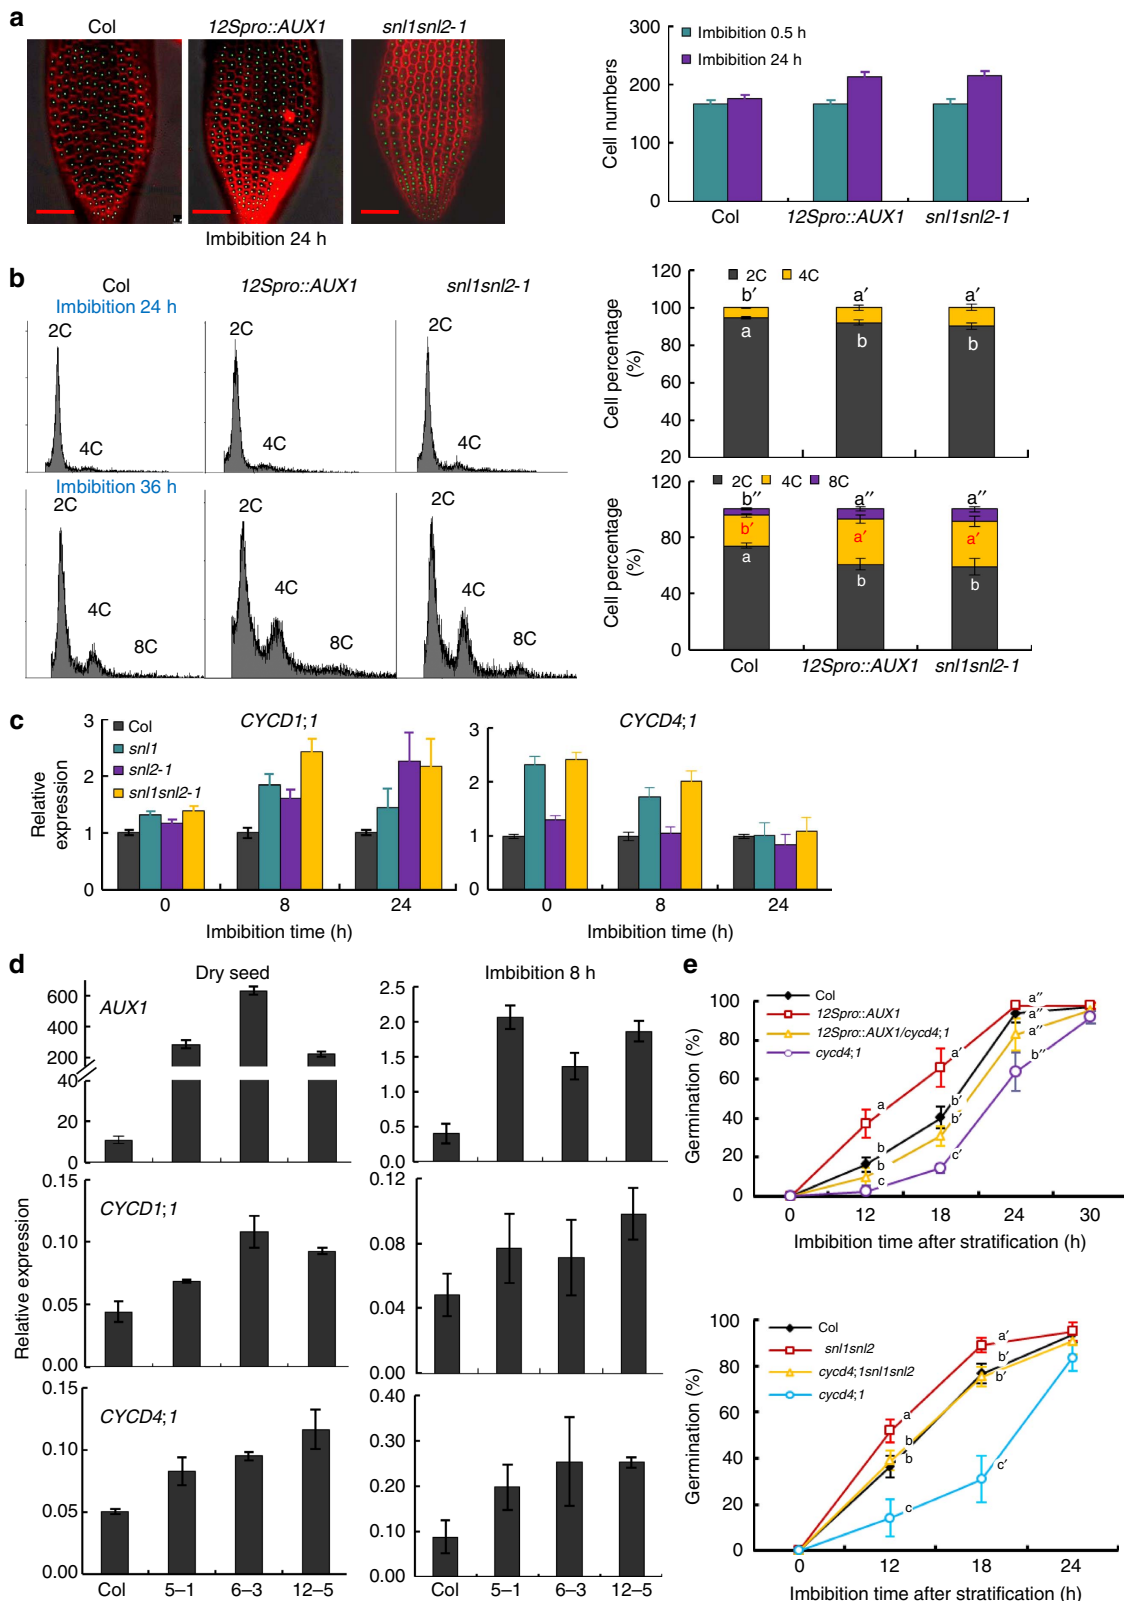 a
Col
12Spro::AUX1
snl1snl2-1
Imbibition 24 h
Cell numbers
300
200
100
0
Imbibition 0.5 h
Imbibition 24 h
Col
12Spro::AUX1
snl1snl2-1
b
Col
12Spro::AUX1
snl1snl2-1
Imbibition 24 h
2C
4C
2C
4C
2C
4C
Imbibition 36 h
2C
4C
8C
2C
4C
8C
2C
4C
8C
Cell percentage
(%)
120
100
80
60
40
20
2C
4C
b′
a′
a′
a
b
b
Cell percentage
(%)
120
80
40
0
2C
4C
8C
b″
a″
a″
b′
a′
a′
a
b
b
Col
12Spro::AUX1
snl1snl2-1
c
Relative
expression
3
2
1
0
Col
snl1
snl2-1
snl1snl2-1
CYCD1;1
0
8
24
Imbibition time (h)
3
2
1
0
CYCD4;1
0
8
24
Imbibition time (h)
d
Dry seed
Imbibition 8 h
Relative expression
AUX1
600
400
200
40
20
0
2.5
2.0
1.5
1.0
0.5
0.0
CYCD1;1
0.15
0.10
0.05
0.00
0.12
0.08
0.04
0.00
CYCD4;1
0.15
0.10
0.05
0.00
0.40
0.30
0.20
0.10
0.00
Col
5–1
6–3
12–5
Col
5–1
6–3
12–5
e
Germination (%)
100
80
60
40
20
0
Col
12Spro::AUX1
12Spro::AUX1/cycd4;1
cycd4;1
a
b
b
c
a′
b′
b′
c′
a″
a″
a″
b″
0
12
18
24
30
Imbibition time after stratification (h)
Germination (%)
100
80
60
40
20
0
Col
snl1snl2
cycd4;1snl1snl2
cycd4;1
a
b
b
c
a′
b′
b′
c′
0
12
18
24
Imbibition time after stratification (h)